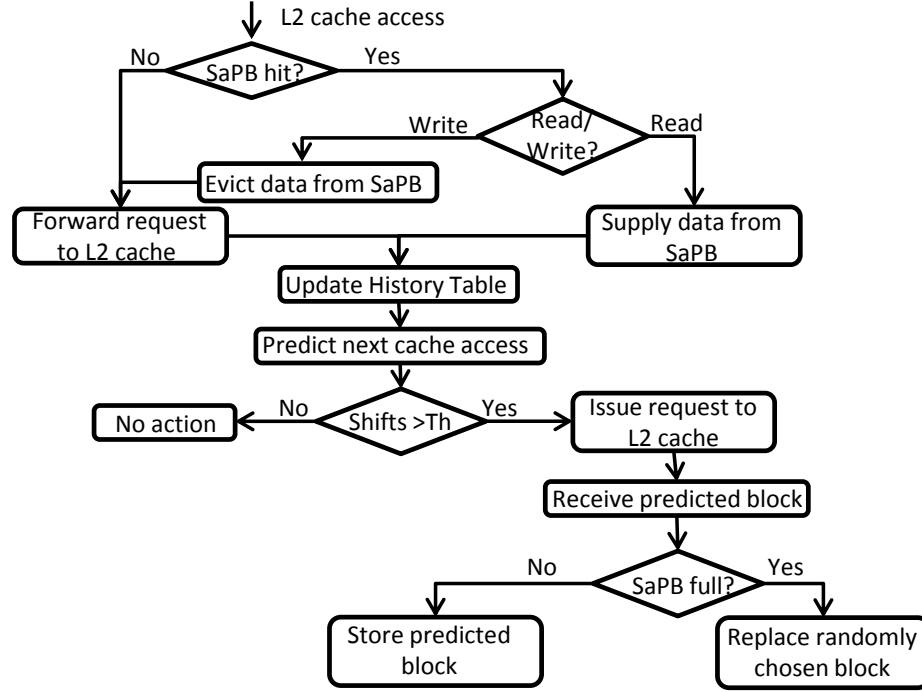 L2 cache access
No
Yes
SaPB hit?
Write
Read/
Write?
Read
Evict data from SaPB
Forward request
to L2 cache
Supply data from
SaPB
Update History Table
Predict next cache access
No
Yes
Shifts >Th
No action
Issue request to
L2 cache
Receive predicted block
No
Yes
SaPB full?
Store predicted
block
Replace randomly
chosen block